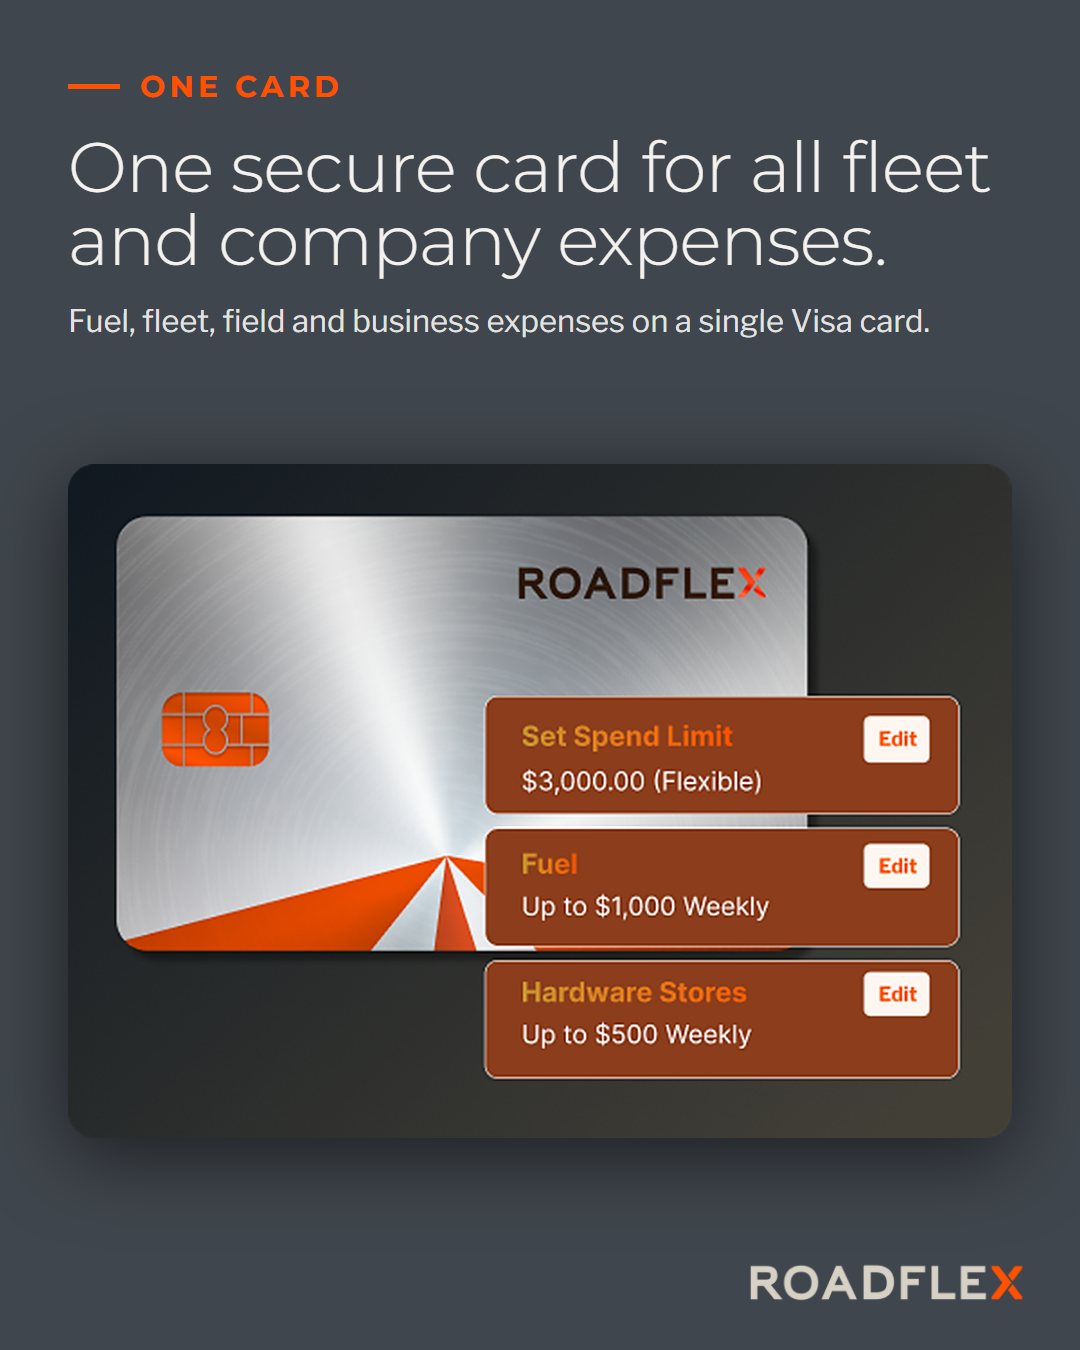 ONE CARD
One secure card for all fleet
and company expenses.
Fuel, fleet, field and business expenses on a single Visa card.
ROADFLEX
Set Spend Limit
Edit
$3,000.00 (Flexible)
Fuel
Edit
Up to $1,000 Weekly
Hardware Stores
Edit
Up to $500 Weekly
ROADFLEX